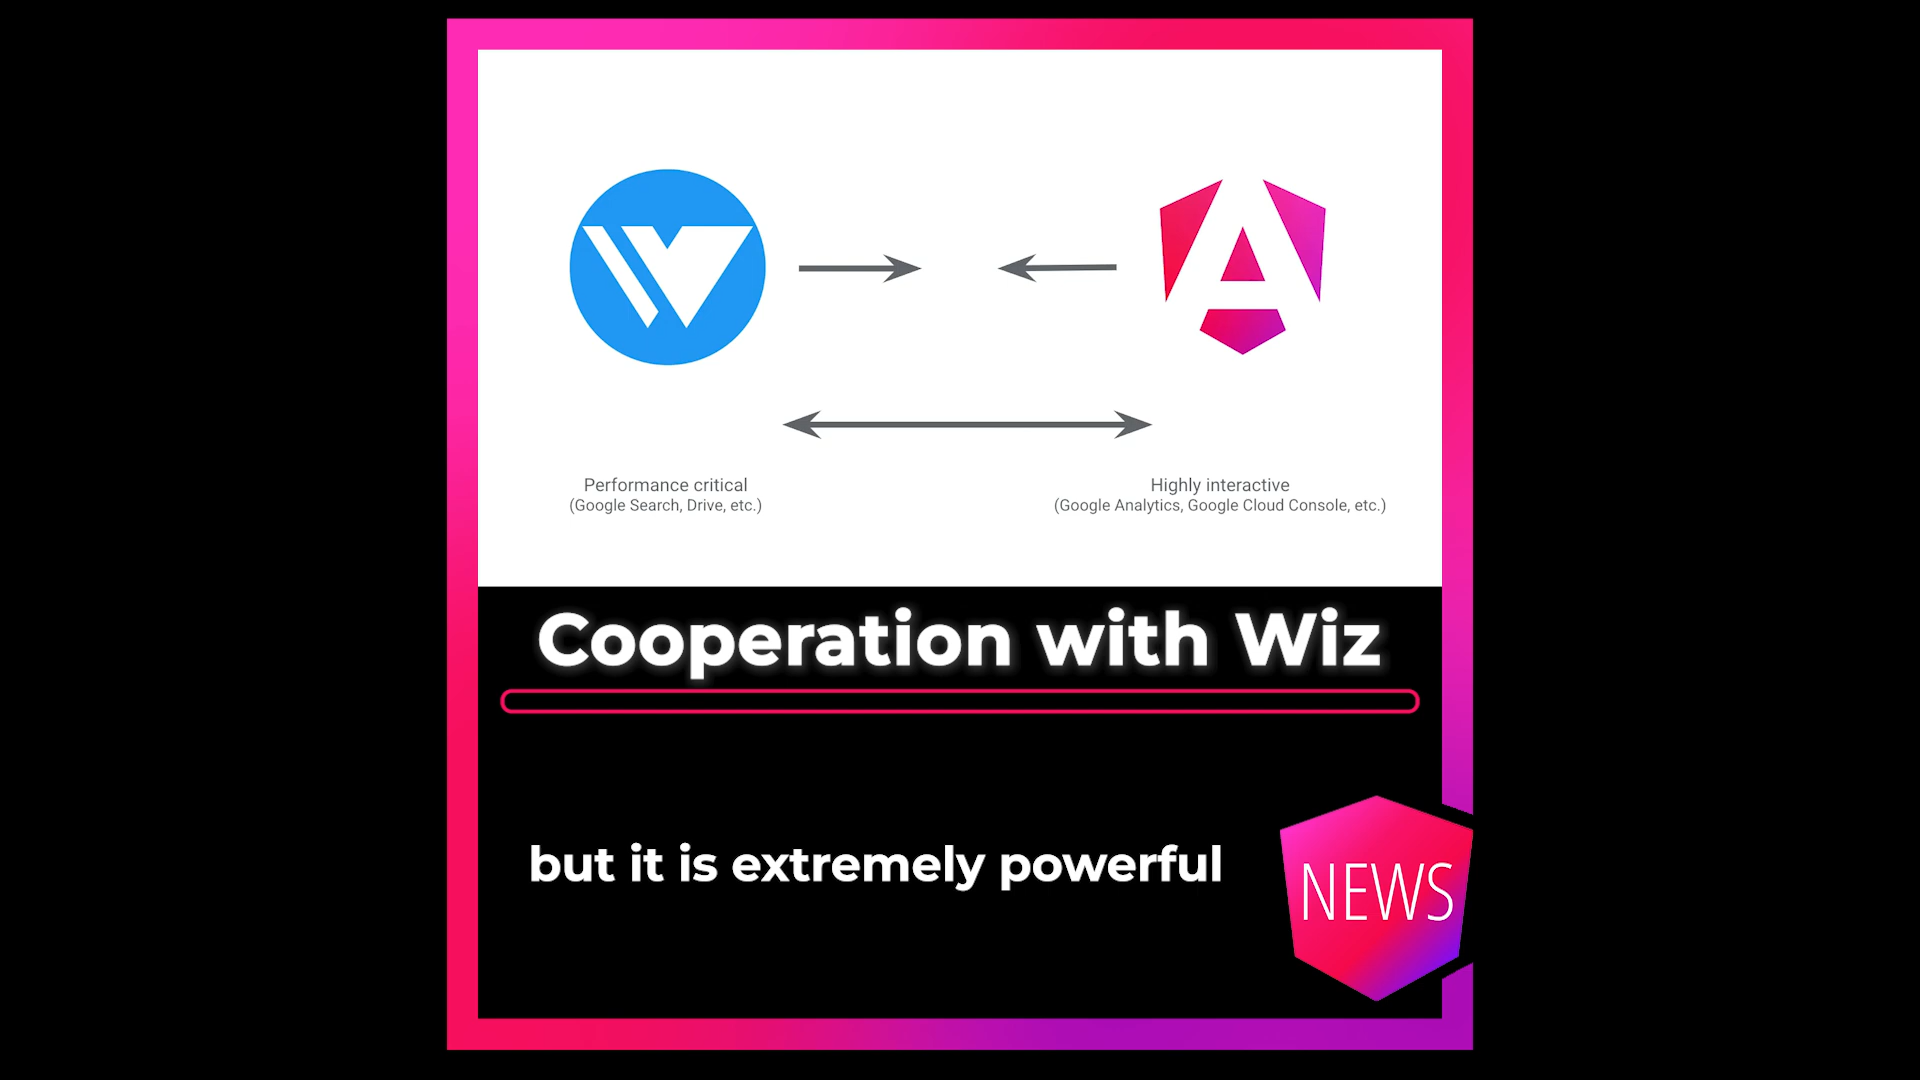 Performance critical
(Google Search, Drive, etc.)
Highly interactive
(Google Analytics, Google Cloud Console, etc.)
Cooperation with Wiz
but it is extremely powerful
NEWS